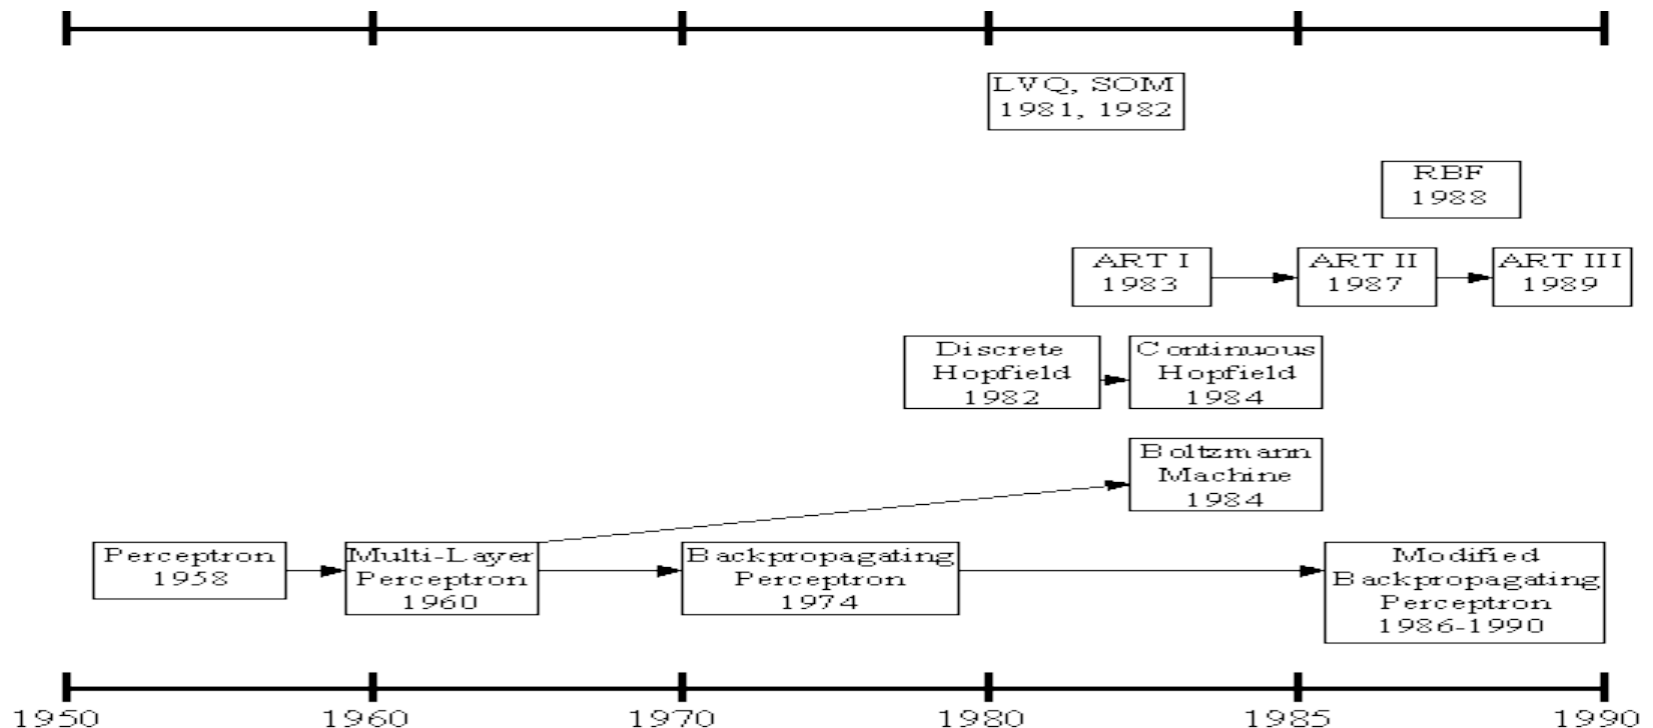 LVQ, SOM
1981, 1982
RBF
1988
ART I
1983
ART II
1987
ART III
1989
Discrete
Hopfield
1982
Continuous
Hopfield
1984
Boltzmann
Machine
1984
Perceptron
1958
Multi-Layer
Perceptron
1960
Backpropagating
Perceptron
1974
Modified
Backpropagating
Perceptron
1986-1990
1950 1960 1970 1980 1985 1990